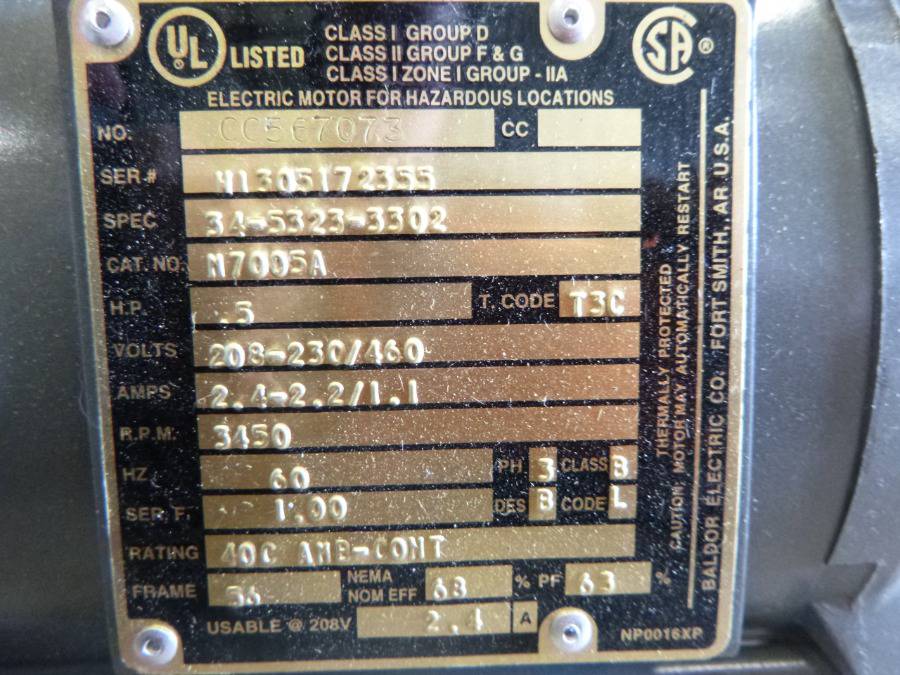 UL LISTED
CLASS I GROUP D
CLASS II GROUP F & G
CLASS I ZONE I GROUP - IIA
SA ®
ELECTRIC MOTOR FOR HAZARDOUS LOCATIONS
NO. CC567073 CC
SER.# M1305172355
SPEC 34-5323-3302
CAT. NO. M7005A
H.P. .5 T. CODE T3C
VOLTS 208-230/460
AMPS 2.4-2.2/1.1
R.P.M. 3450
HZ 60 PH 3 CLASS B
SER. F. 1.00 DES B CODE L
RATING 40C AMB-CONT
FRAME 56 NEMA NOM EFF 68 % PF 63 %
USABLE @ 208V 2.4 A
NP0016XP
THERMALLY PROTECTED
CAUTION: MOTOR MAY AUTOMATICALLY RESTART
BALDOR ELECTRIC CO. FORT SMITH, AR U.S.A.